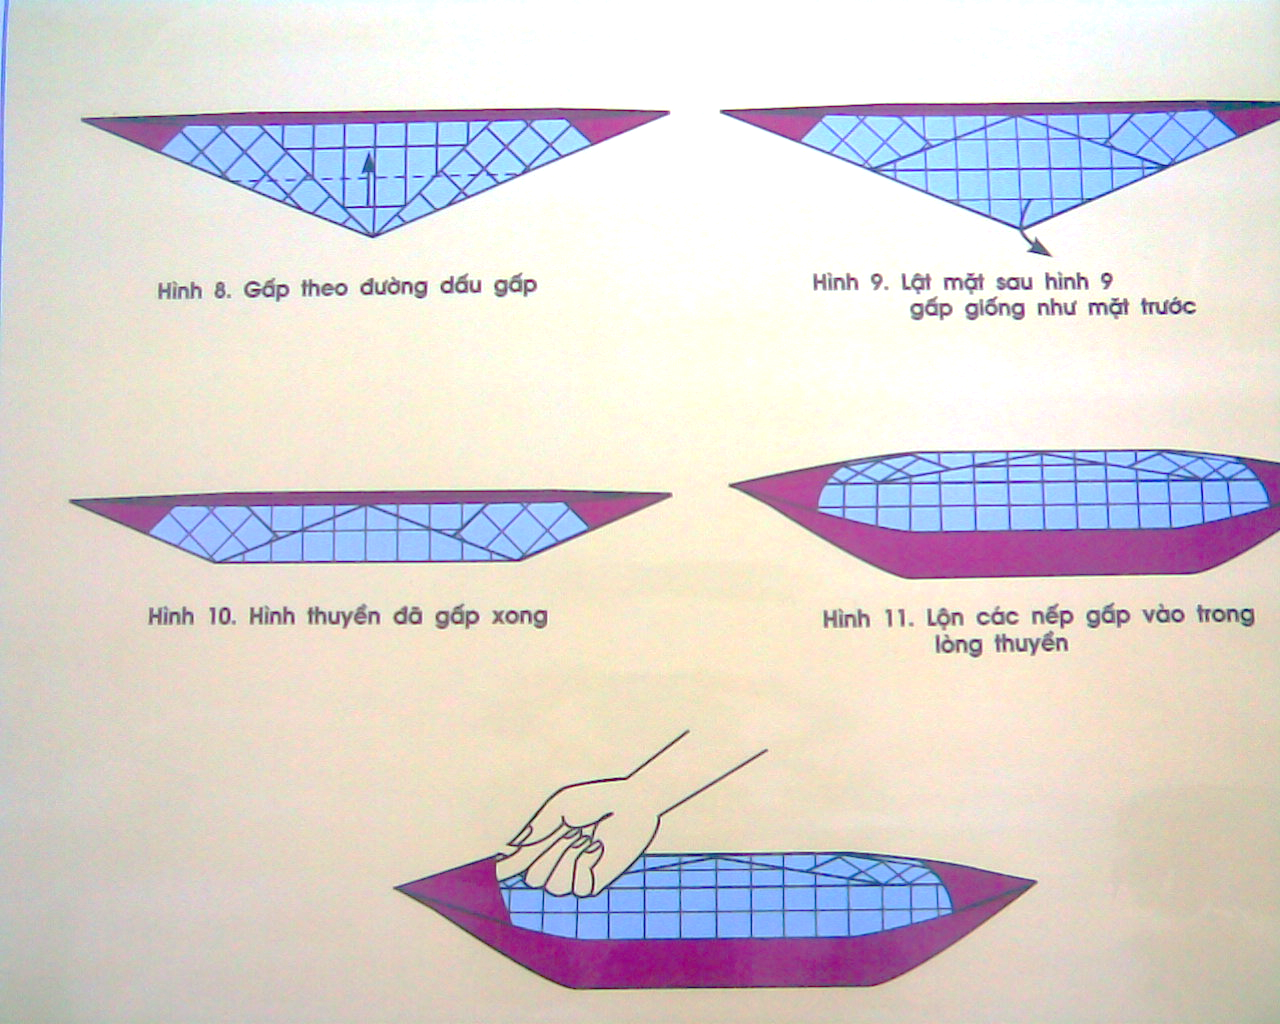 Hình 8. Gấp theo đường dấu gấp
Hình 9. Lật mặt sau hình 9
gấp giống như mặt trước
Hình 10. Hình thuyền đã gấp xong
Hình 11. Lộn các nếp gấp vào trong
lòng thuyền